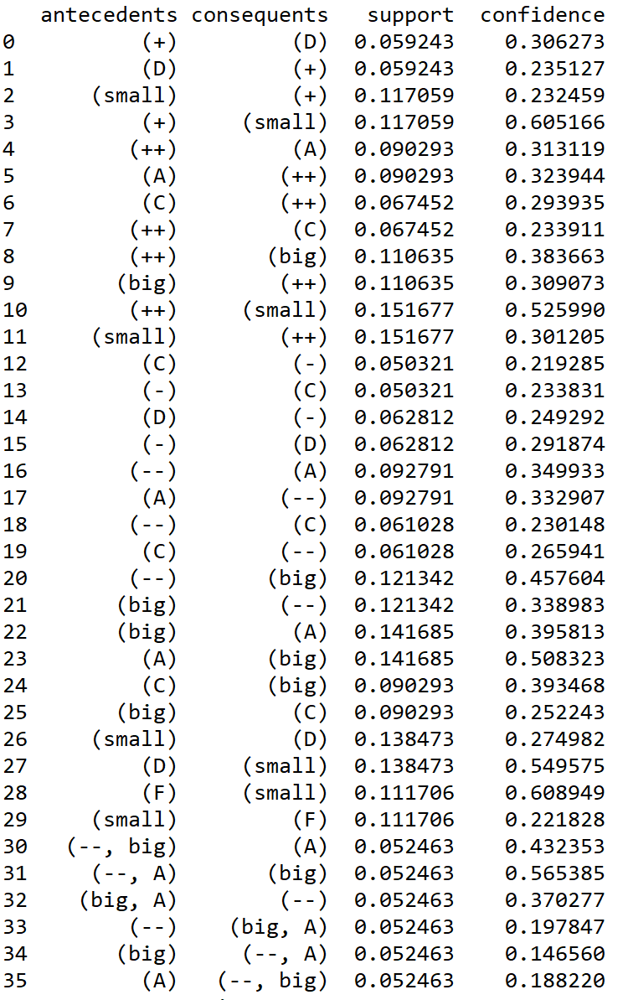 antecedents consequents support confidence
0 (+) (D) 0.059243 0.306273
1 (D) (+) 0.059243 0.235127
2 (small) (+) 0.117059 0.232459
3 (+) (small) 0.117059 0.605166
4 (++) (A) 0.090293 0.313119
5 (A) (++) 0.090293 0.323944
6 (C) (++) 0.067452 0.293935
7 (++) (C) 0.067452 0.233911
8 (++) (big) 0.110635 0.383663
9 (big) (++) 0.110635 0.309073
10 (++) (small) 0.151677 0.525990
11 (small) (++) 0.151677 0.301205
12 (C) (-) 0.050321 0.219285
13 (-) (C) 0.050321 0.233831
14 (D) (-) 0.062812 0.249292
15 (-) (D) 0.062812 0.291874
16 (--) (A) 0.092791 0.349933
17 (A) (--) 0.092791 0.332907
18 (--) (C) 0.061028 0.230148
19 (C) (--) 0.061028 0.265941
20 (--) (big) 0.121342 0.457604
21 (big) (--) 0.121342 0.338983
22 (big) (A) 0.141685 0.395813
23 (A) (big) 0.141685 0.508323
24 (C) (big) 0.090293 0.393468
25 (big) (C) 0.090293 0.252243
26 (small) (D) 0.138473 0.274982
27 (D) (small) 0.138473 0.549575
28 (F) (small) 0.111706 0.608949
29 (small) (F) 0.111706 0.221828
30 (--, big) (A) 0.052463 0.432353
31 (--, A) (big) 0.052463 0.565385
32 (big, A) (--) 0.052463 0.370277
33 (--) (big, A) 0.052463 0.197847
34 (big) (--, A) 0.052463 0.146560
35 (A) (--, big) 0.052463 0.188220